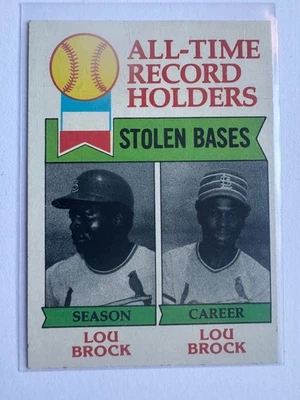 ALL-TIME
RECORD
HOLDERS
STOLEN BASES
SEASON
CAREER
LOU
BROCK
LOU
BROCK